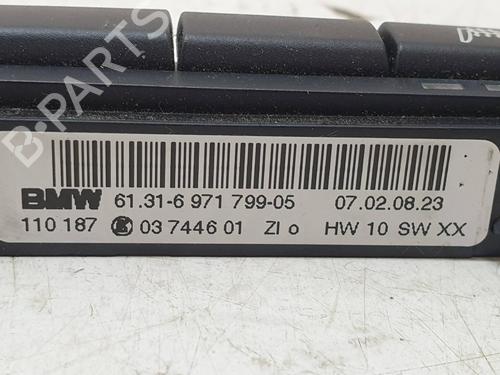 B-PARTS
BMW 61.31-6 971 799-05 07.02.08.23
110 187 03 7446 01 ZI o HW 10 SW XX